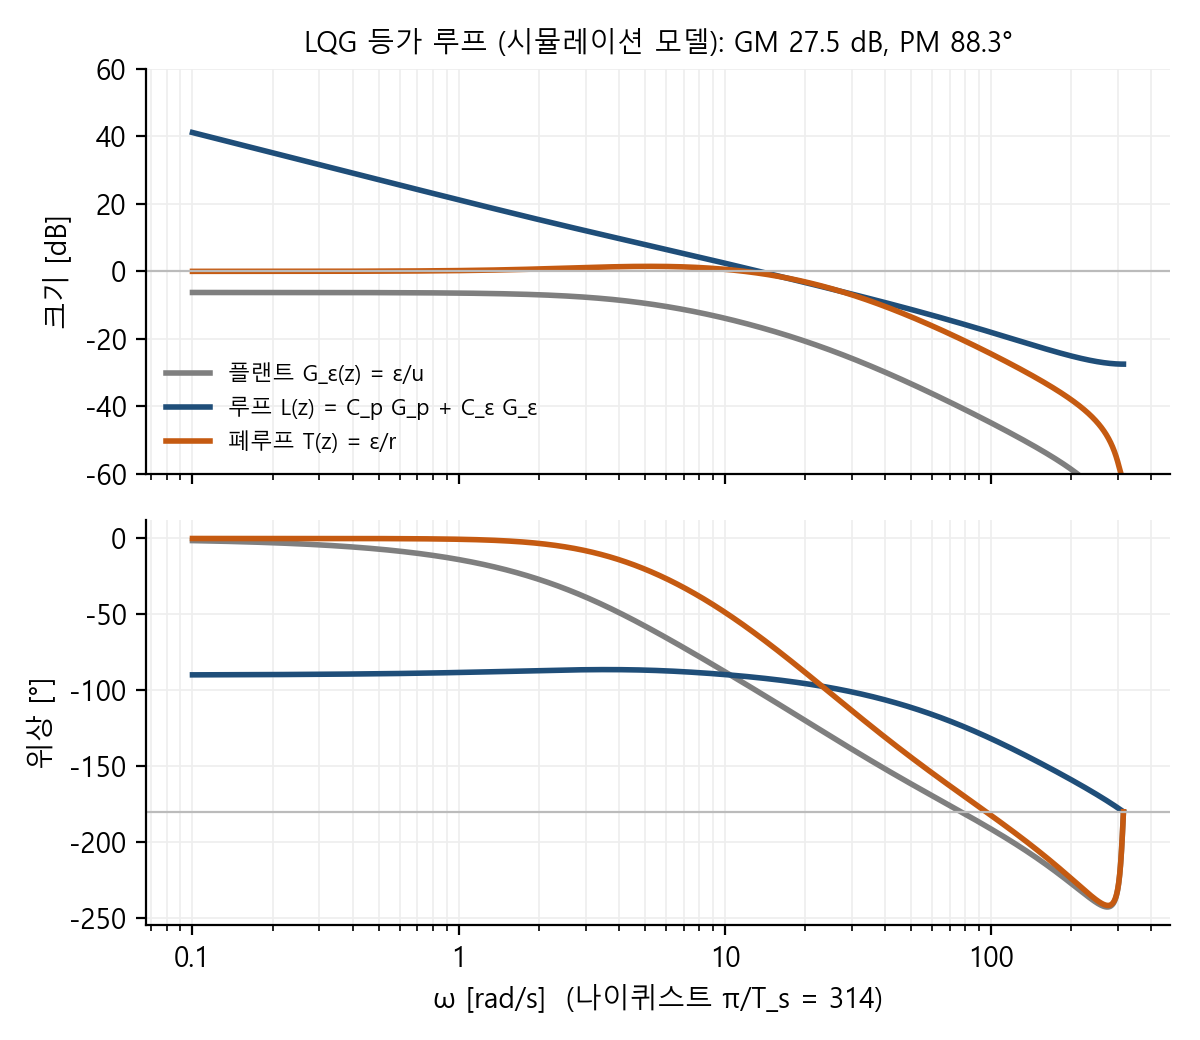 LQG 등가 루프 (시뮬레이션 모델): GM 27.5 dB, PM 88.3°
60
40
20
0
-20
-40
-60
크기 [dB]
플랜트 G_ε(z) = ε/u
루프 L(z) = C_p G_p + C_ε G_ε
폐루프 T(z) = ε/r
0
-50
-100
-150
-200
-250
위상 [°]
0.1 1 10 100
ω [rad/s] (나이퀴스트 π/T_s = 314)